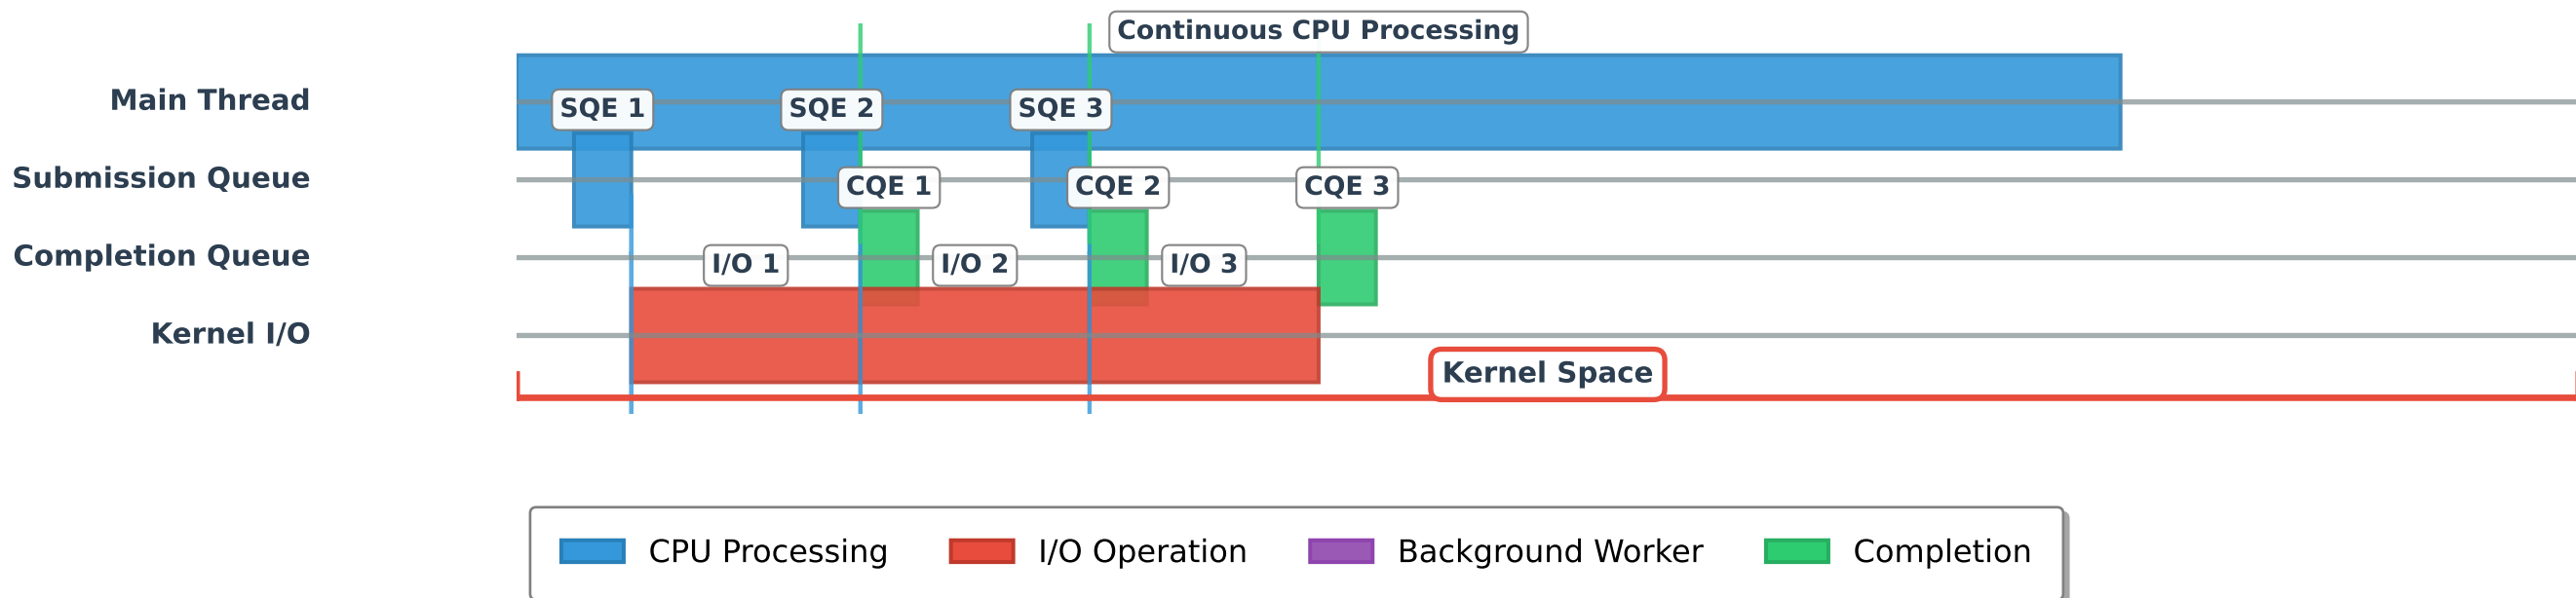 Continuous CPU Processing
Main Thread
SQE 1 SQE 2 SQE 3
Submission Queue
CQE 1 CQE 2 CQE 3
Completion Queue
I/O 1 I/O 2 I/O 3
Kernel I/O
Kernel Space
CPU Processing I/O Operation Background Worker Completion